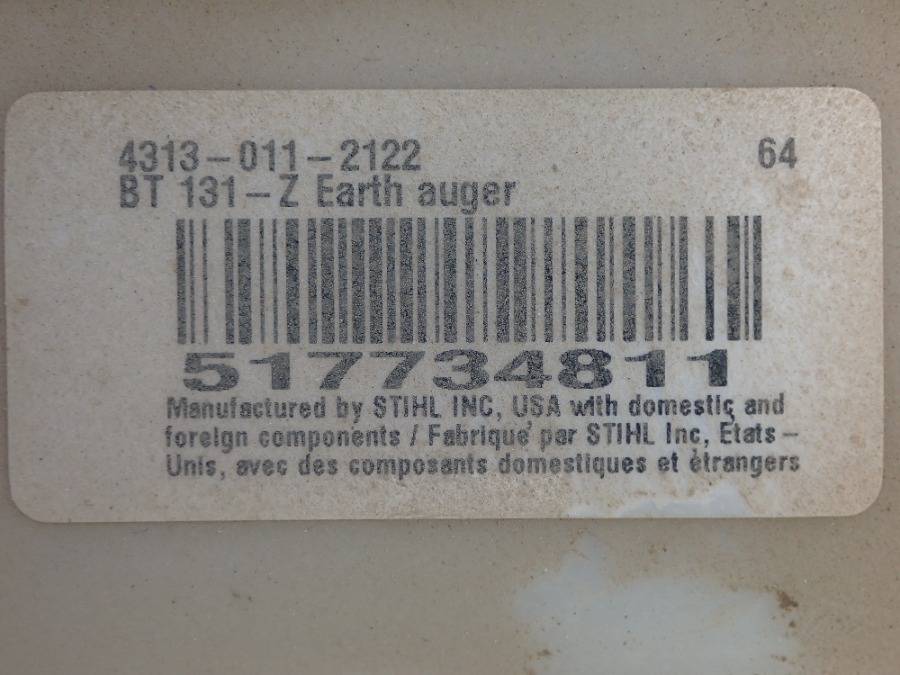 4313-011-2122 64
BT 131-Z Earth auger
517734811
Manufactured by STIHL INC, USA with domestic and
foreign components / Fabrique par STIHL Inc, États-
Unis, avec des composants domestiques et étrangers